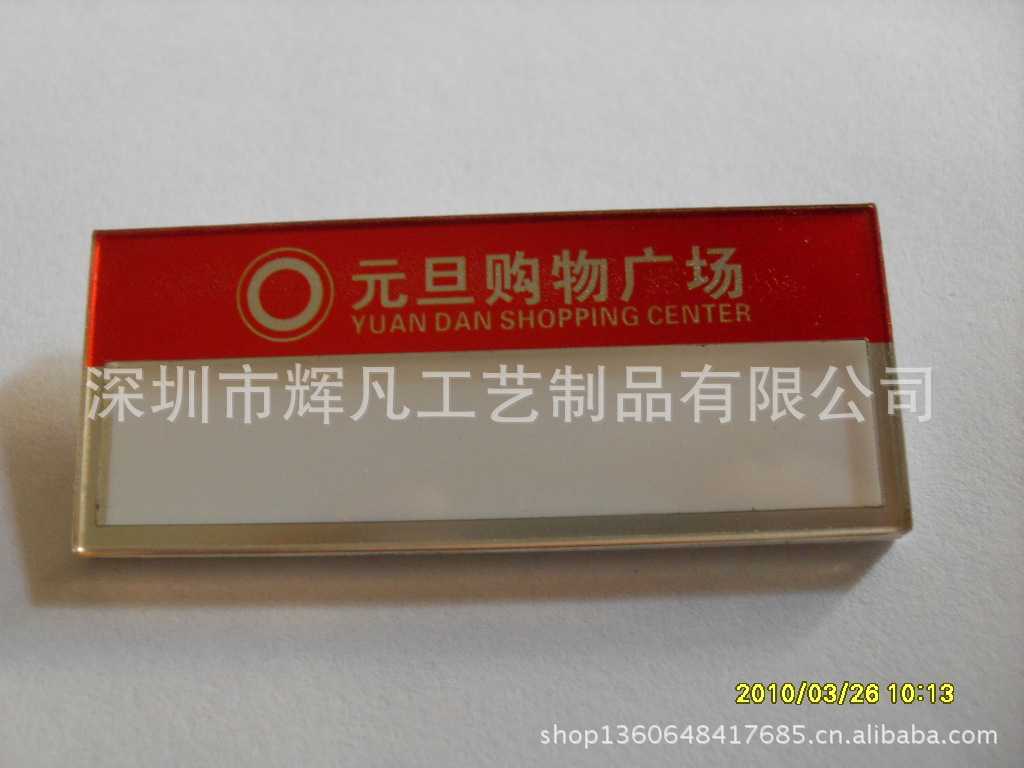 元旦购物广场
YUAN DAN SHOPPING CENTER
深圳市辉凡工艺制品有限公司
2010/03/26 10:13
shop1360648417685.cn.alibaba.com